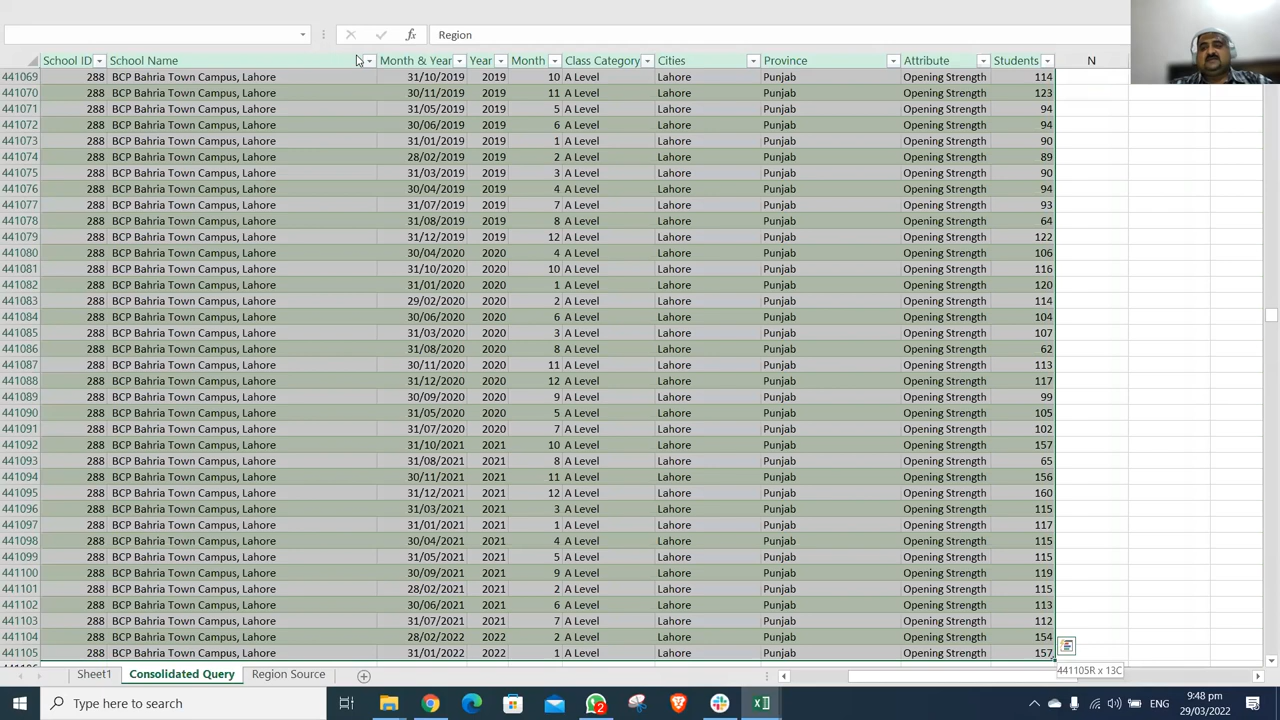 Region
School ID School Name Month & Year Year Month Class Category Cities Province Attribute Students N
441069 288 BCP Bahria Town Campus, Lahore 31/10/2019 2019 10 A Level Lahore Punjab Opening Strength 114
441070 288 BCP Bahria Town Campus, Lahore 30/11/2019 2019 11 A Level Lahore Punjab Opening Strength 123
441071 288 BCP Bahria Town Campus, Lahore 31/05/2019 2019 5 A Level Lahore Punjab Opening Strength 94
441072 288 BCP Bahria Town Campus, Lahore 30/06/2019 2019 6 A Level Lahore Punjab Opening Strength 94
441073 288 BCP Bahria Town Campus, Lahore 31/01/2019 2019 1 A Level Lahore Punjab Opening Strength 90
441074 288 BCP Bahria Town Campus, Lahore 28/02/2019 2019 2 A Level Lahore Punjab Opening Strength 89
441075 288 BCP Bahria Town Campus, Lahore 31/03/2019 2019 3 A Level Lahore Punjab Opening Strength 90
441076 288 BCP Bahria Town Campus, Lahore 30/04/2019 2019 4 A Level Lahore Punjab Opening Strength 94
441077 288 BCP Bahria Town Campus, Lahore 31/07/2019 2019 7 A Level Lahore Punjab Opening Strength 93
441078 288 BCP Bahria Town Campus, Lahore 31/08/2019 2019 8 A Level Lahore Punjab Opening Strength 64
441079 288 BCP Bahria Town Campus, Lahore 31/12/2019 2019 12 A Level Lahore Punjab Opening Strength 122
441080 288 BCP Bahria Town Campus, Lahore 30/04/2020 2020 4 A Level Lahore Punjab Opening Strength 106
441081 288 BCP Bahria Town Campus, Lahore 31/10/2020 2020 10 A Level Lahore Punjab Opening Strength 116
441082 288 BCP Bahria Town Campus, Lahore 31/01/2020 2020 1 A Level Lahore Punjab Opening Strength 120
441083 288 BCP Bahria Town Campus, Lahore 29/02/2020 2020 2 A Level Lahore Punjab Opening Strength 114
441084 288 BCP Bahria Town Campus, Lahore 30/06/2020 2020 6 A Level Lahore Punjab Opening Strength 104
441085 288 BCP Bahria Town Campus, Lahore 31/03/2020 2020 3 A Level Lahore Punjab Opening Strength 107
441086 288 BCP Bahria Town Campus, Lahore 31/08/2020 2020 8 A Level Lahore Punjab Opening Strength 62
441087 288 BCP Bahria Town Campus, Lahore 30/11/2020 2020 11 A Level Lahore Punjab Opening Strength 113
441088 288 BCP Bahria Town Campus, Lahore 31/12/2020 2020 12 A Level Lahore Punjab Opening Strength 117
441089 288 BCP Bahria Town Campus, Lahore 30/09/2020 2020 9 A Level Lahore Punjab Opening Strength 99
441090 288 BCP Bahria Town Campus, Lahore 31/05/2020 2020 5 A Level Lahore Punjab Opening Strength 105
441091 288 BCP Bahria Town Campus, Lahore 31/07/2020 2020 7 A Level Lahore Punjab Opening Strength 102
441092 288 BCP Bahria Town Campus, Lahore 31/10/2021 2021 10 A Level Lahore Punjab Opening Strength 157
441093 288 BCP Bahria Town Campus, Lahore 31/08/2021 2021 8 A Level Lahore Punjab Opening Strength 65
441094 288 BCP Bahria Town Campus, Lahore 30/11/2021 2021 11 A Level Lahore Punjab Opening Strength 156
441095 288 BCP Bahria Town Campus, Lahore 31/12/2021 2021 12 A Level Lahore Punjab Opening Strength 160
441096 288 BCP Bahria Town Campus, Lahore 31/03/2021 2021 3 A Level Lahore Punjab Opening Strength 115
441097 288 BCP Bahria Town Campus, Lahore 31/01/2021 2021 1 A Level Lahore Punjab Opening Strength 117
441098 288 BCP Bahria Town Campus, Lahore 30/04/2021 2021 4 A Level Lahore Punjab Opening Strength 115
441099 288 BCP Bahria Town Campus, Lahore 31/05/2021 2021 5 A Level Lahore Punjab Opening Strength 115
441100 288 BCP Bahria Town Campus, Lahore 30/09/2021 2021 9 A Level Lahore Punjab Opening Strength 119
441101 288 BCP Bahria Town Campus, Lahore 28/02/2021 2021 2 A Level Lahore Punjab Opening Strength 115
441102 288 BCP Bahria Town Campus, Lahore 30/06/2021 2021 6 A Level Lahore Punjab Opening Strength 113
441103 288 BCP Bahria Town Campus, Lahore 31/07/2021 2021 7 A Level Lahore Punjab Opening Strength 112
441104 288 BCP Bahria Town Campus, Lahore 28/02/2022 2022 2 A Level Lahore Punjab Opening Strength 154
441105 288 BCP Bahria Town Campus, Lahore 31/01/2022 2022 1 A Level Lahore Punjab Opening Strength 157
441105R x 13C
Sheet1 Consolidated Query Region Source
Type here to search
2
ENG
9:48 pm
29/03/2022